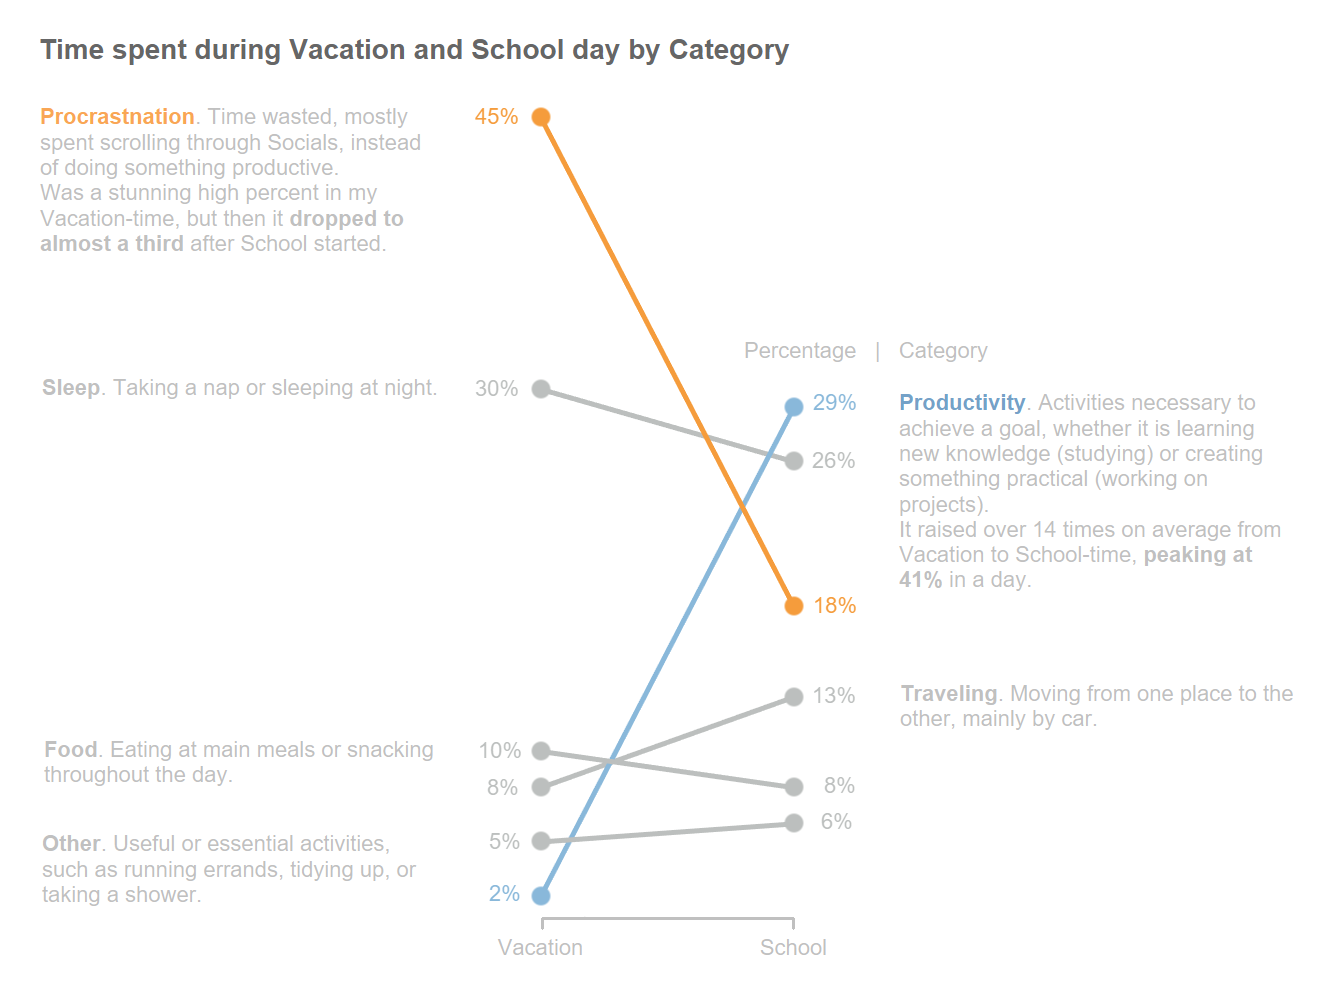 Time spent during Vacation and School day by Category
Procrastnation. Time wasted, mostly
spent scrolling through Socials, instead
of doing something productive.
Was a stunning high percent in my
Vacation-time, but then it dropped to
almost a third after School started.
45%
Sleep. Taking a nap or sleeping at night.
30%
Percentage | Category
29%
26%
Productivity. Activities necessary to
achieve a goal, whether it is learning
new knowledge (studying) or creating
something practical (working on
projects).
It raised over 14 times on average from
Vacation to School-time, peaking at
41% in a day.
18%
13%
Traveling. Moving from one place to the
other, mainly by car.
Food. Eating at main meals or snacking
throughout the day.
10%
8%
8%
6%
Other. Useful or essential activities,
such as running errands, tidying up, or
taking a shower.
5%
2%
Vacation
School